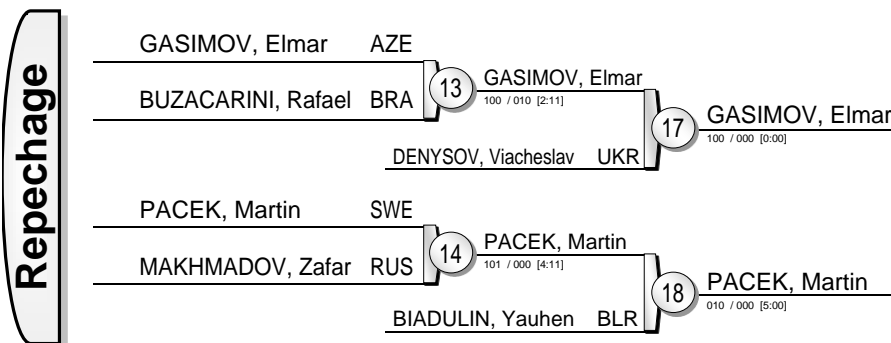 Repechage
GASIMOV, Elmar AZE
BUZACARINI, Rafael BRA
13
GASIMOV, Elmar
100 / 010 [2:11]
DENYSOV, Viacheslav UKR
17
GASIMOV, Elmar
100 / 000 [0:00]
PACEK, Martin SWE
MAKHMADOV, Zafar RUS
14
PACEK, Martin
101 / 000 [4:11]
BIADULIN, Yauhen BLR
18
PACEK, Martin
010 / 000 [5:00]